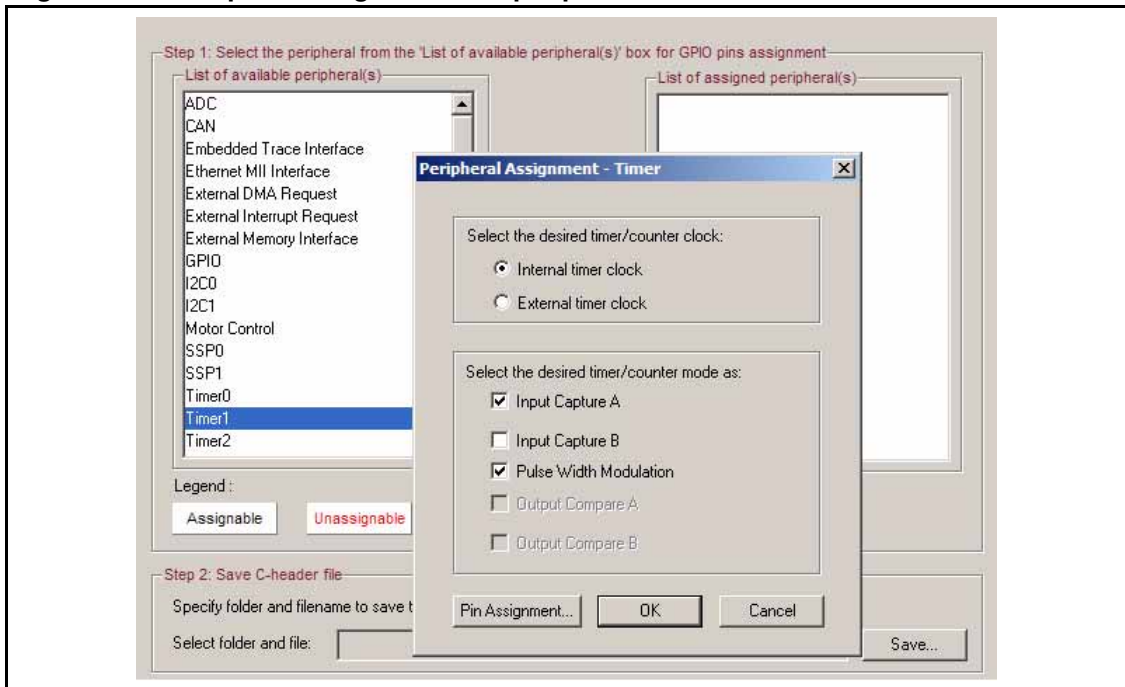 Step 1: Select the peripheral from the 'List of available peripheral(s)' box for GPIO pins assignment
List of available peripheral(s)
List of assigned peripheral(s)
ADC
CAN
Embedded Trace Interface
Ethernet MII Interface
External DMA Request
External Interrupt Request
External Memory Interface
GPIO
I2C0
I2C1
Motor Control
SSP0
SSP1
Timer0
Timer1
Timer2
Legend :
Assignable
Unassignable
Peripheral Assignment - Timer
Select the desired timer/counter clock:
Internal timer clock
External timer clock
Select the desired timer/counter mode as:
Input Capture A
Input Capture B
Pulse Width Modulation
Output Compare A
Output Compare B
Pin Assignment...
OK
Cancel
Step 2: Save C-header file
Specify folder and filename to save t
Select folder and file:
Save...